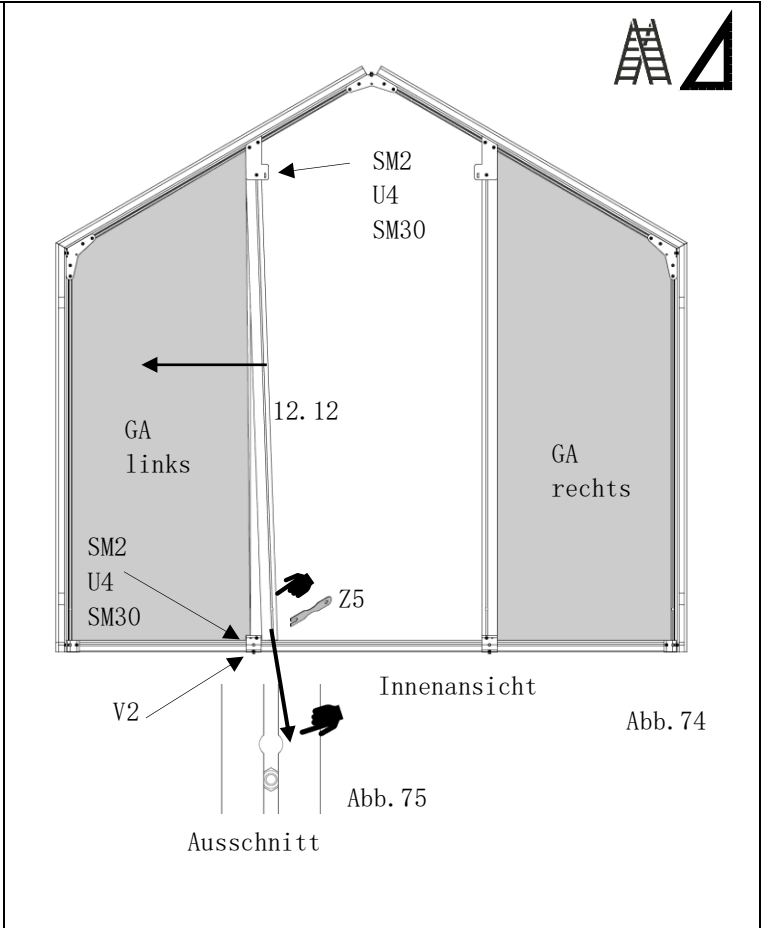 SM2
U4
SM30
12.12
GA
links
GA
rechts
SM2
U4
SM30
Z5
V2
Innenansicht
Abb.74
Abb.75
Ausschnitt